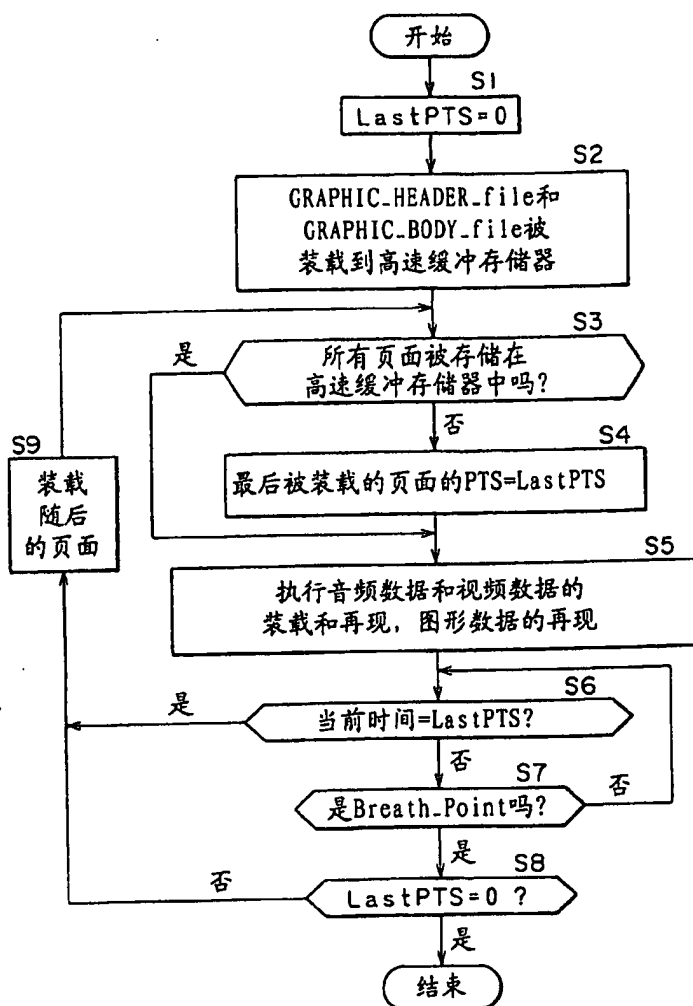 开始
S1
LastPTS=0
S2
GRAPHIC_HEADER_file和
GRAPHIC_BODY_file被
装载到高速缓冲存储器
S3
所有页面被存储在
高速缓冲存储器中吗?
是
否
S4
最后被装载的页面的PTS=LastPTS
S9
装载
随后
的页面
S5
执行音频数据和视频数据的
装载和再现, 图形数据的再现
S6
当前时间=LastPTS?
是
否
S7
是Breath_Point吗?
否
是
S8
LastPTS=0 ?
否
是
结束